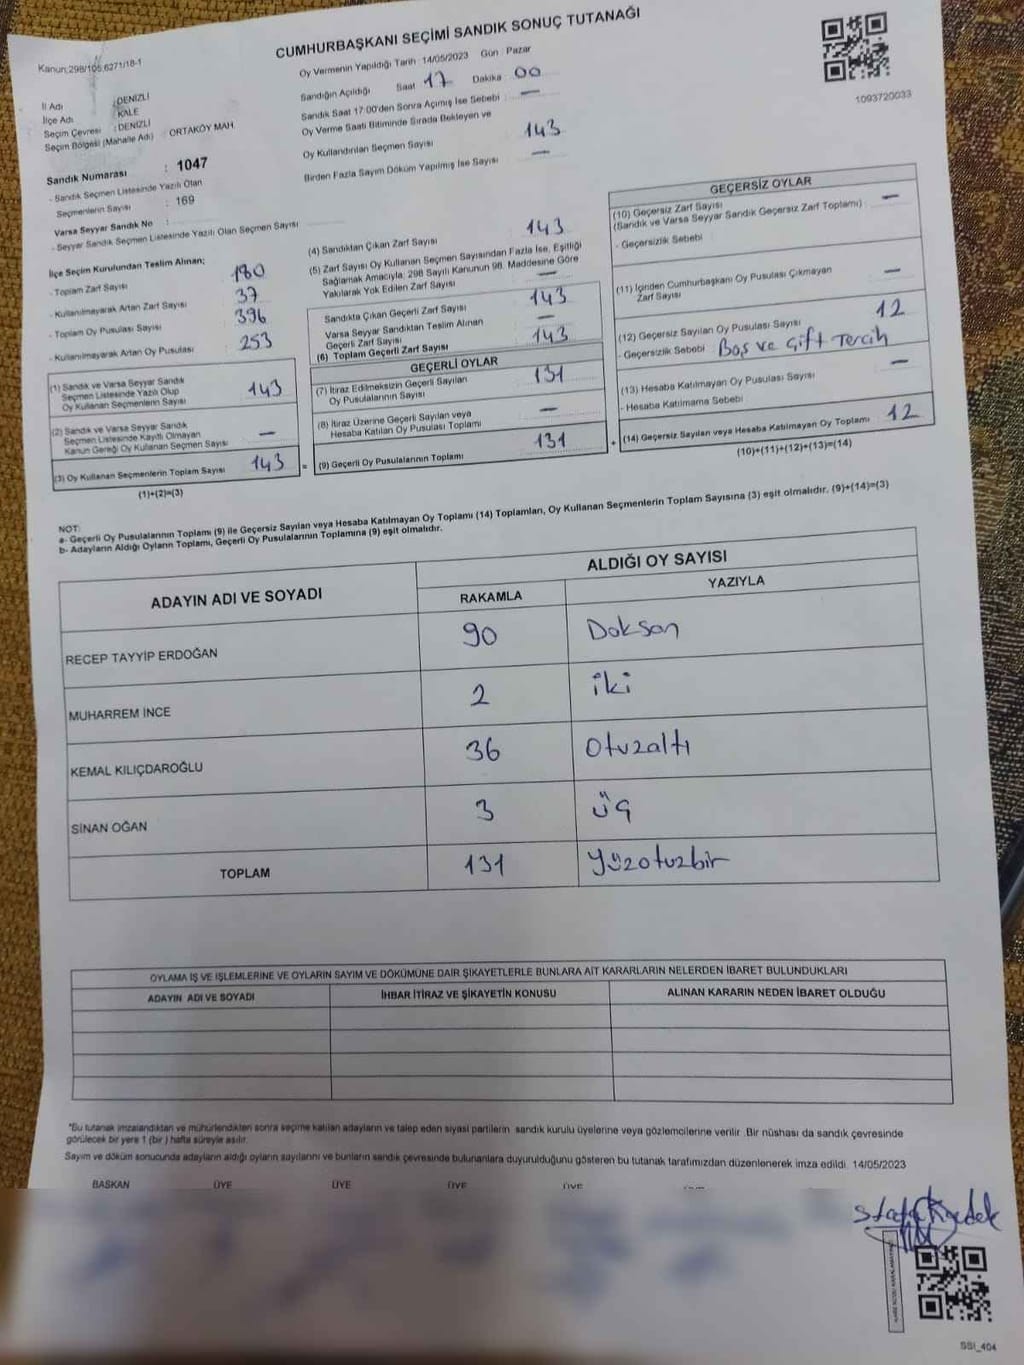 CUMHURBAŞKANI SEÇİMİ SANDIK SONUÇ TUTANAĞI
Kanun;298/105,6271/18-1
Oy Vermenin Yapıldığı Tarih 14/05/2023 Gün Pazar
Sandığın Açıldığı Saat 17 Dakika 00
Sandık Saat 17:00'den Sonra Açımış İse Sebebi : —
Oy Verme Saati Bitiminde Sırada Bekleyen ve
Oy Kullandırılan Seçmen Sayısı 143
Birden Fazla Sayım Döküm Yapılmış İse Sayısı —
1093720033
İl Adı : DENİZLİ
İlçe Adı : KALE
Seçim Çevresi : DENİZLİ
Seçim Bölgesi (Mahalle Adı) : ORTAKÖY MAH.
Sandık Numarası : 1047
- Sandık Seçmen Listesinde Yazılı Olan
Seçmenlerin Sayısı : 169
Varsa Seyyar Sandık No :
- Seyyar Sandık Seçmen Listesinde Yazılı Olan Seçmen Sayısı
İlçe Seçim Kurulundan Teslim Alınan;
- Toplam Zarf Sayısı 180
- Kullanılmayarak Artan Zarf Sayısı 37
- Toplam Oy Pusulası Sayısı 396
- Kullanılmayarak Artan Oy Pusulası 253
(1) Sandık ve Varsa Seyyar Sandık
Seçmen Listesinde Yazılı Olup
Oy Kullanan Seçmenlerin Sayısı 143
(2) Sandık ve Varsa Seyyar Sandık
Seçmen Listesinde Kayıtlı Olmayan
Kanun Gereği Oy Kullanan Seçmen Sayısı —
(3) Oy Kullanan Seçmenlerin Toplam Sayısı 143
(1)+(2)=(3)
(4) Sandıktan Çıkan Zarf Sayısı 143
(5) Zarf Sayısı Oy Kullanan Seçmen Sayısından Fazla İse, Eşitliği
Sağlamak Amacıyla, 298 Sayılı Kanunun 98. Maddesine Göre
Yakılarak Yok Edilen Zarf Sayısı —
Sandıkta Çıkan Geçerli Zarf Sayısı 143
Varsa Seyyar Sandıktan Teslim Alınan
Geçerli Zarf Sayısı —
(6) Toplam Geçerli Zarf Sayısı 143
GEÇERLİ OYLAR
(7) İtiraz Edilmeksizin Geçerli Sayılan
Oy Pusulalarının Sayısı 131
(8) İtiraz Üzerine Geçerli Sayılan veya
Hesaba Katılan Oy Pusulası Toplamı —
= (9) Geçerli Oy Pusulalarının Toplamı 131
GEÇERSİZ OYLAR
(10) Geçersiz Zarf Sayısı
(Sandık ve Varsa Seyyar Sandık Geçersiz Zarf Toplamı) —
- Geçersizlik Sebebi
(11) İçinden Cumhurbaşkanı Oy Pusulası Çıkmayan
Zarf Sayısı —
(12) Geçersiz Sayılan Oy Pusulası Sayısı 12
- Geçersizlik Sebebi Boş ve Çift Tercih
(13) Hesaba Katılmayan Oy Pusulası Sayısı —
- Hesaba Katılmama Sebebi
+ (14) Geçersiz Sayılan veya Hesaba Katılmayan Oy Toplamı 12
(10)+(11)+(12)+(13)=(14)
NOT:
a- Geçerli Oy Pusulalarının Toplamı (9) ile Geçersiz Sayılan veya Hesaba Katılmayan Oy Toplamı (14) Toplamları, Oy Kullanan Seçmenlerin Toplam Sayısına (3) eşit olmalıdır. (9)+(14)=(3)
b- Adayların Aldığı Oyların Toplamı, Geçerli Oy Pusulalarının Toplamına (9) eşit olmalıdır.
ADAYIN ADI VE SOYADI
ALDIĞI OY SAYISI
RAKAMLA YAZIYLA
RECEP TAYYİP ERDOĞAN 90 Doksan
MUHARREM İNCE 2 iki
KEMAL KILIÇDAROĞLU 36 Otuzaltı
SİNAN OĞAN 3 üç
TOPLAM 131 Yüzotuzbir
OYLAMA İŞ VE İŞLEMLERİNE VE OYLARIN SAYIM VE DÖKÜMÜNE DAİR ŞİKAYETLERLE BUNLARA AİT KARARLARIN NELERDEN İBARET BULUNDUKLARI
ADAYIN ADI VE SOYADI İHBAR İTİRAZ VE ŞİKAYETİN KONUSU ALINAN KARARIN NEDEN İBARET OLDUĞU
*Bu tutanak imzalandıktan ve mühürlendikten sonra seçime katılan adayların ve talep eden siyasi partilerin sandık kurulu üyelerine veya gözlemcilerine verilir .Bir nüshası da sandık çevresinde
görülecek bir yere 1 (bir ) hafta süreyle asılır.
Sayım ve döküm sonucunda adayların aldığı oyların sayılarını ve bunların sandık çevresinde bulunanlara duyurulduğunu gösteren bu tutanak tarafımızdan düzenlenerek imza edildi. 14/05/2023
BAŞKAN ÜYE ÜYE ÜYE ÜYE
SSI_404